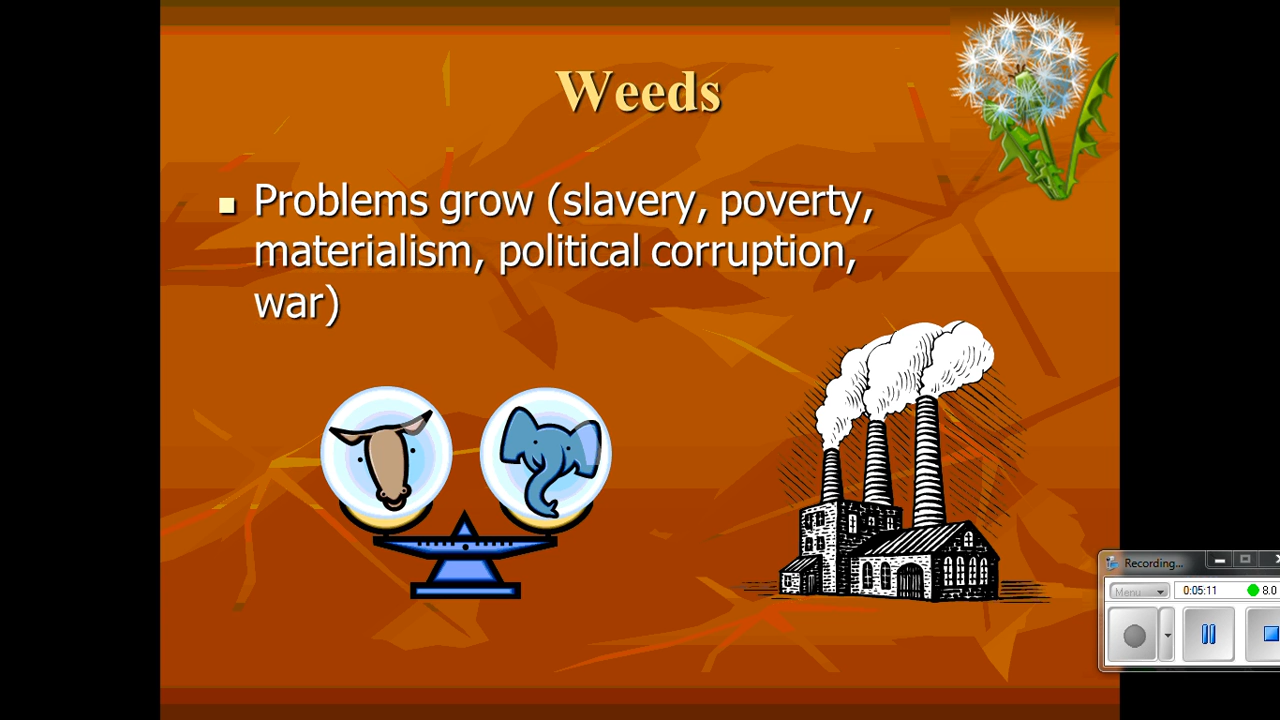 Weeds
Problems grow (slavery, poverty,
materialism, political corruption,
war)
Recording...
Menu
0:05:11
8.0